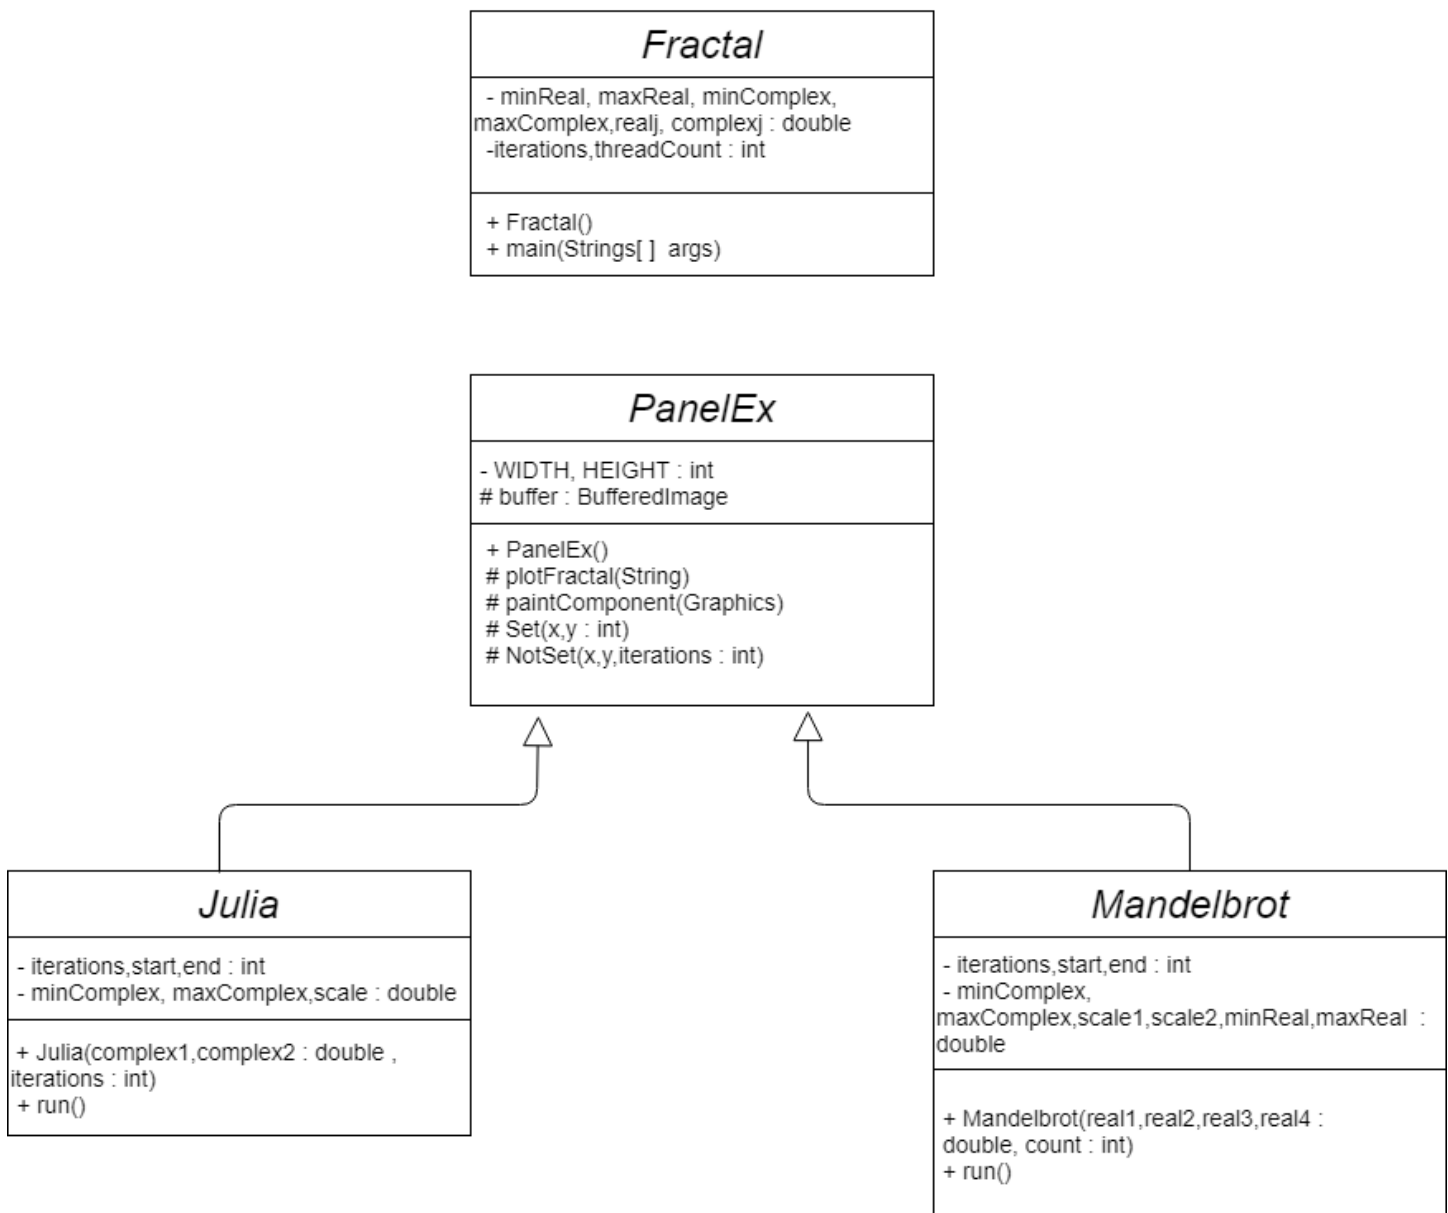 Fractal
- minReal, maxReal, minComplex,
maxComplex,realj, complexj : double
-iterations,threadCount : int
+ Fractal()
+ main(Strings[ ] args)
PanelEx
- WIDTH, HEIGHT : int
# buffer : BufferedImage
+ PanelEx()
# plotFractal(String)
# paintComponent(Graphics)
# Set(x,y : int)
# NotSet(x,y,iterations : int)
Julia
- iterations,start,end : int
- minComplex, maxComplex,scale : double
+ Julia(complex1,complex2 : double ,
iterations : int)
+ run()
Mandelbrot
- iterations,start,end : int
- minComplex,
maxComplex,scale1,scale2,minReal,maxReal :
double
+ Mandelbrot(real1,real2,real3,real4 :
double, count : int)
+ run()